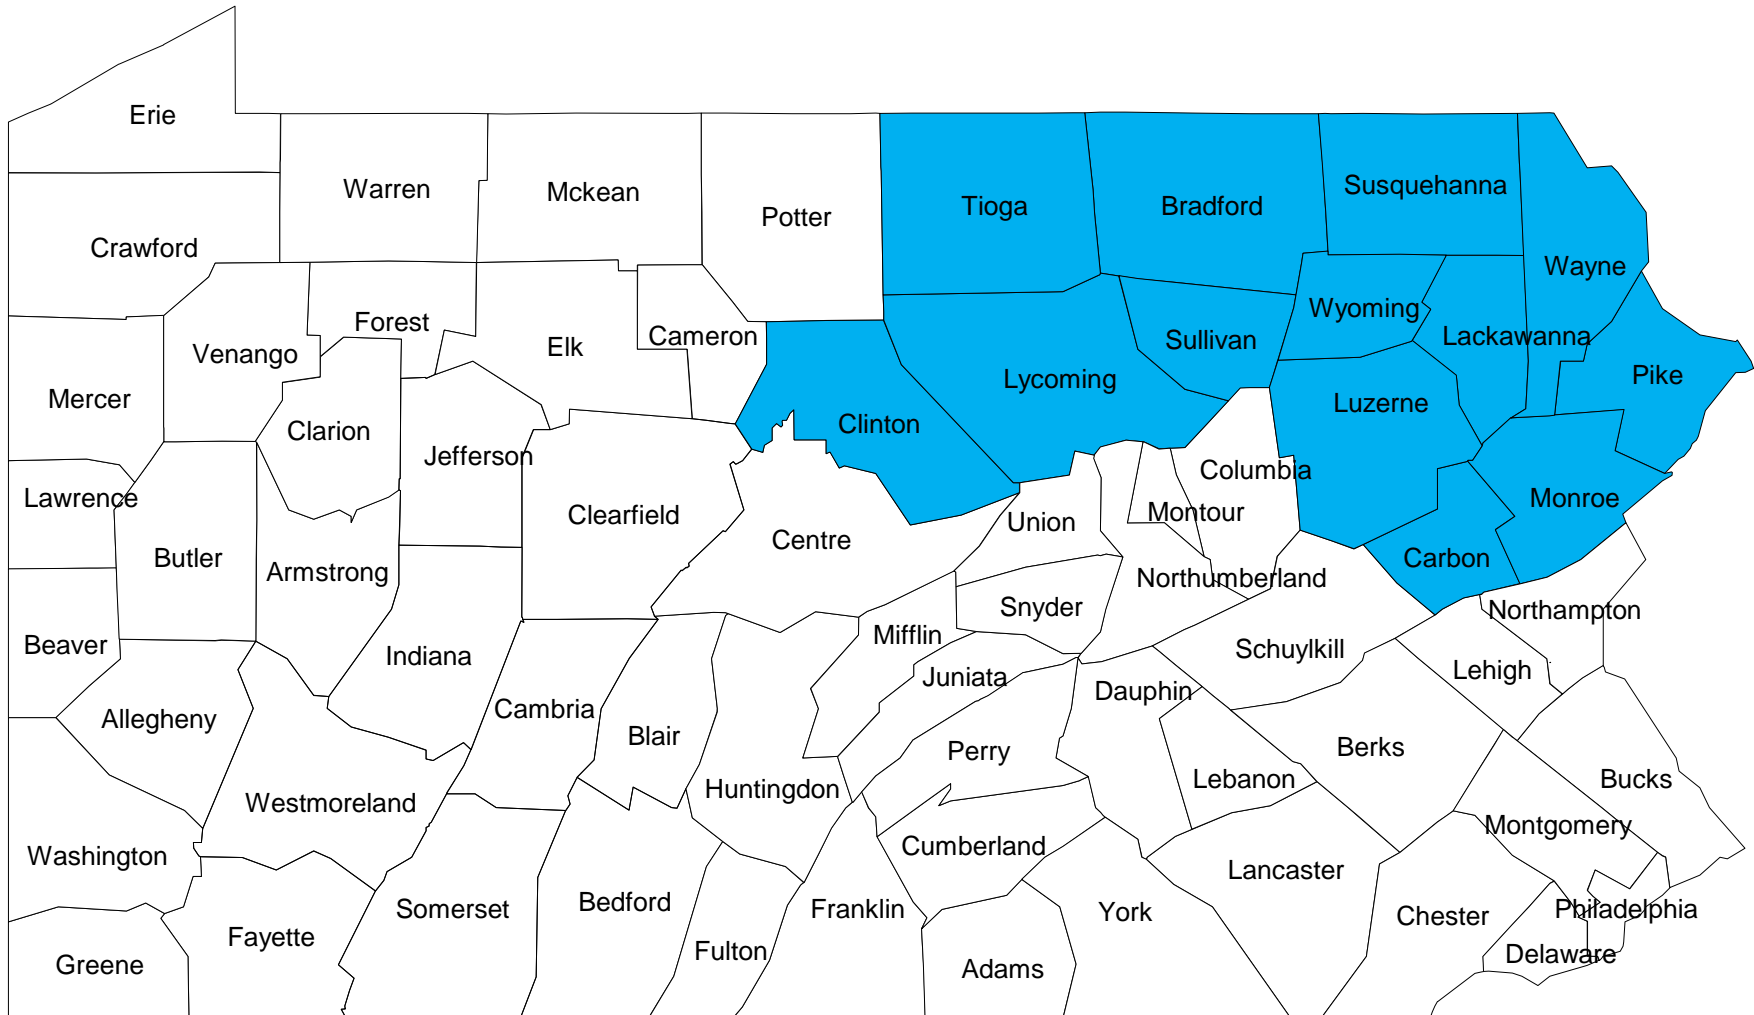 Erie
Warren
Mckean
Potter
Tioga
Bradford
Susquehanna
Crawford
Wayne
Forest
Wyoming
Venango
Elk
Cameron
Sullivan
Lackawanna
Mercer
Lycoming
Pike
Clarion
Clinton
Luzerne
Jefferson
Columbia
Lawrence
Clearfield
Union
Montour
Monroe
Butler
Armstrong
Centre
Carbon
Northumberland
Snyder
Northampton
Beaver
Indiana
Mifflin
Schuylkill
Juniata
Lehigh
Dauphin
Allegheny
Cambria
Blair
Perry
Berks
Huntingdon
Lebanon
Bucks
Westmoreland
Montgomery
Washington
Cumberland
Lancaster
Somerset
Bedford
Franklin
York
Chester
Philadelphia
Fayette
Fulton
Delaware
Greene
Adams